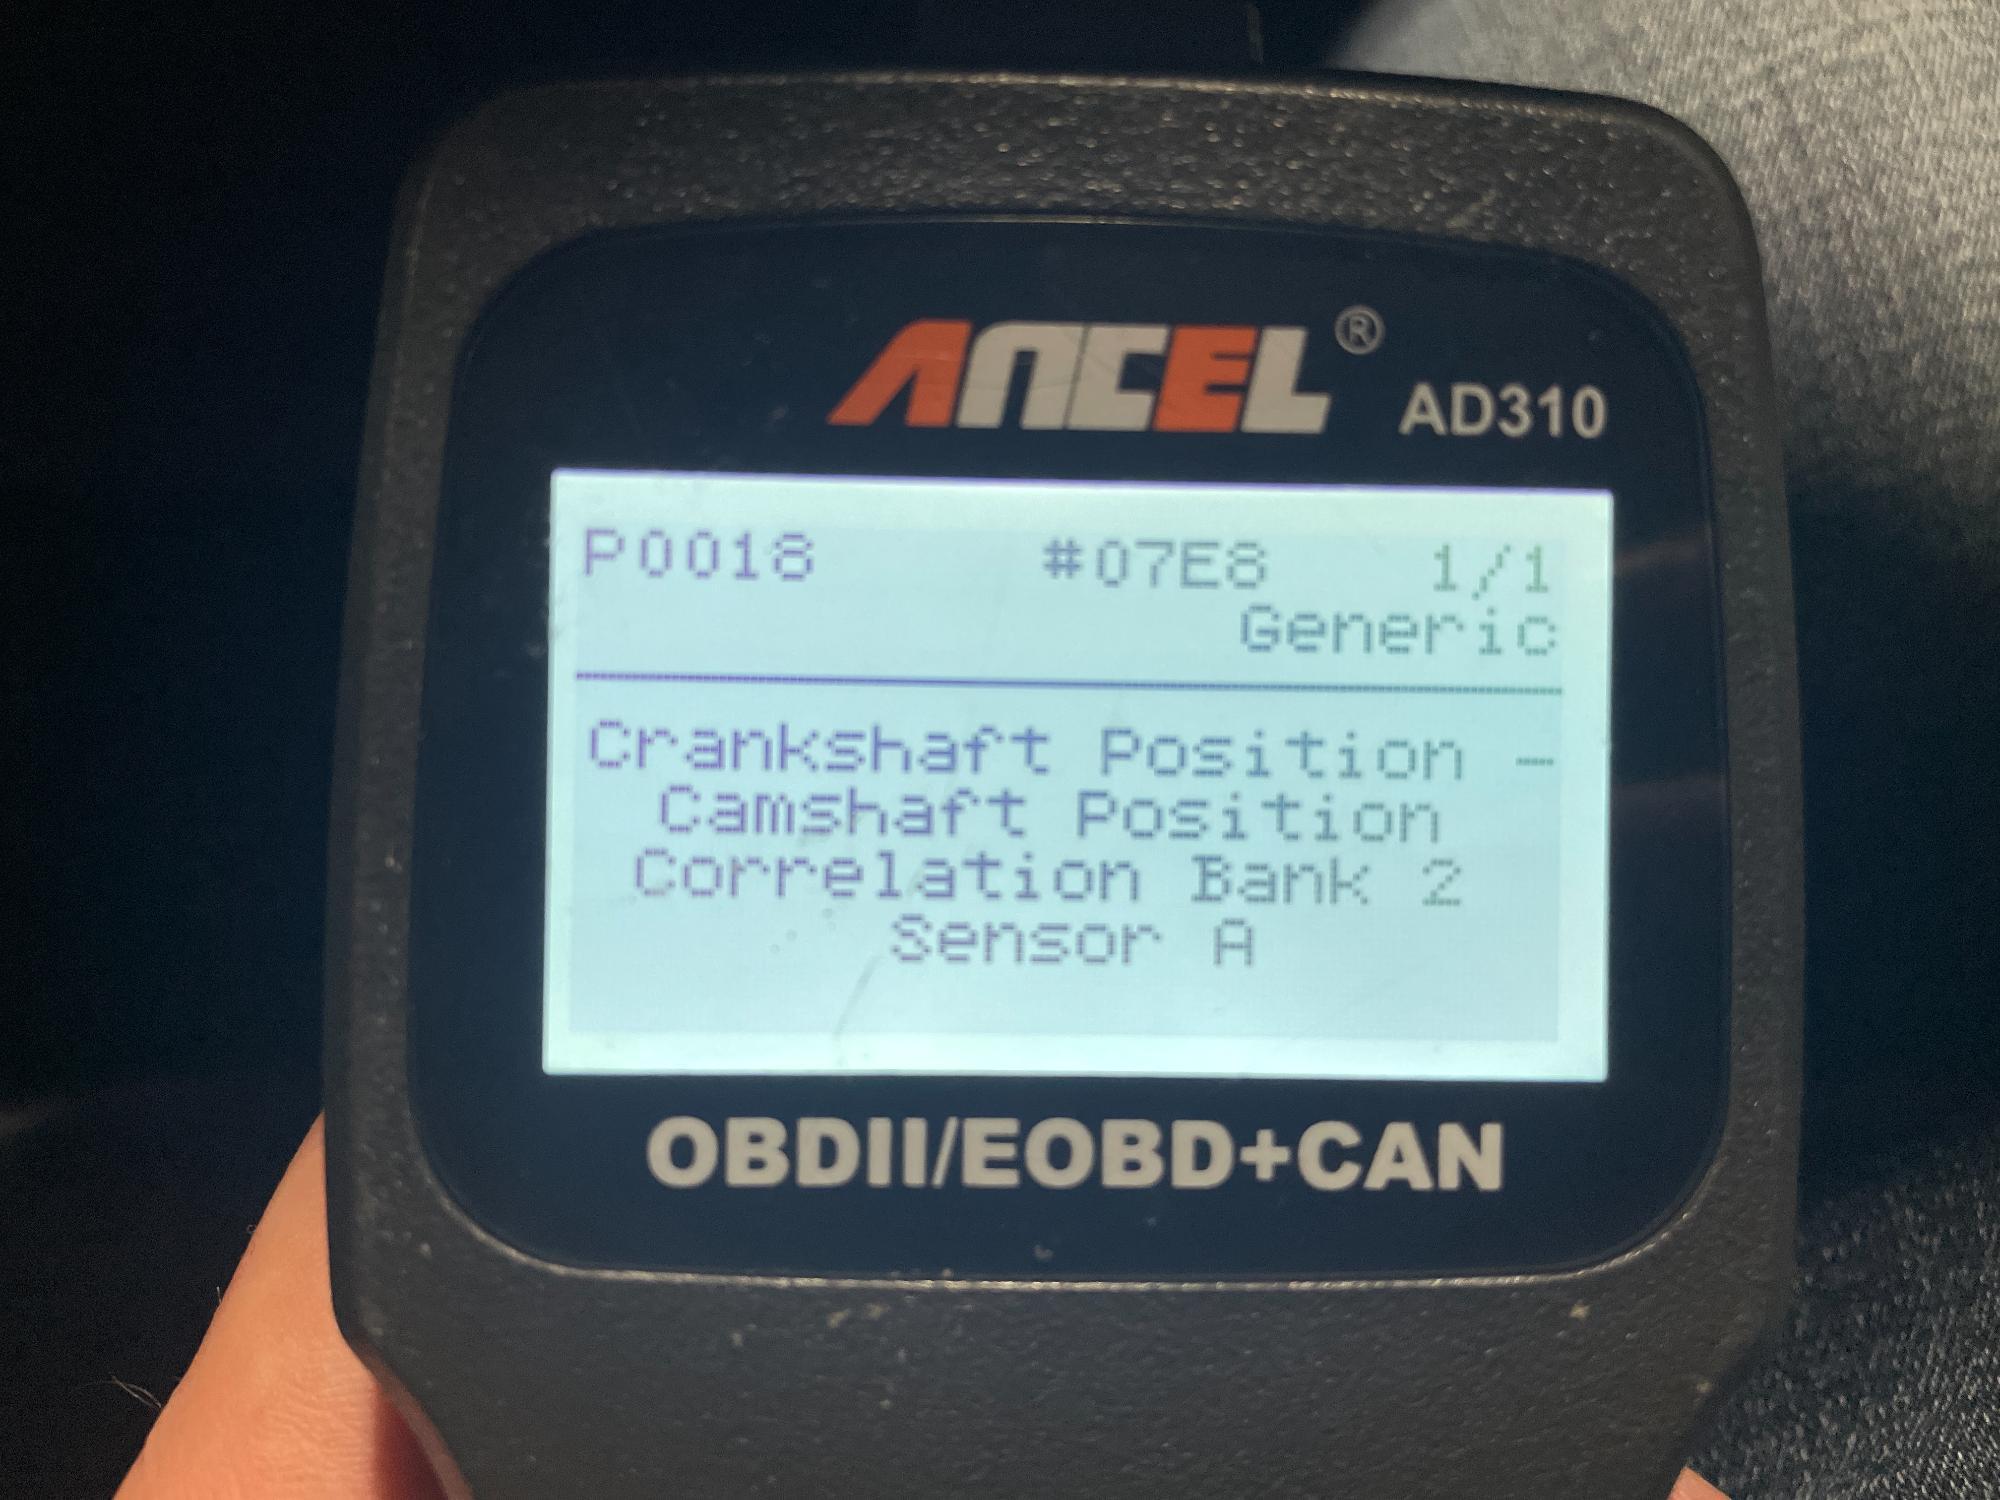 ANCEL® AD310
P0018 #07E8 1/1
Generic
Crankshaft Position -
Camshaft Position
Correlation Bank 2
Sensor A
OBDII/EOBD+CAN